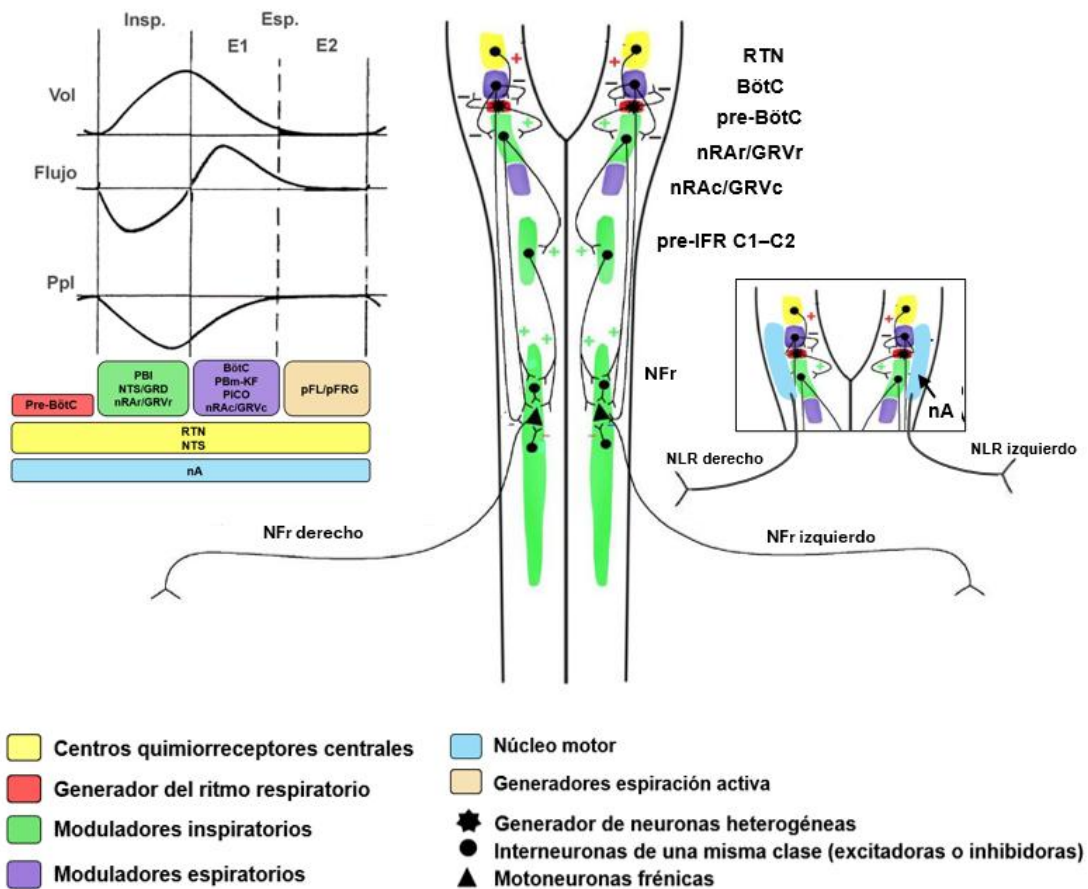 Insp.
Esp.
E1
E2
Vol
Flujo
Ppl
Pre-BötC
PBl
NTS/GRD
nRAr/GRVr
BötC
PBm-KF
PICO
nRAc/GRVc
pFL/pFRG
RTN
NTS
nA
RTN
BötC
pre-BötC
nRAr/GRVr
nRAc/GRVc
pre-IFR C1–C2
NFr
nA
NLR derecho
NLR izquierdo
NFr derecho
NFr izquierdo
Centros quimiorreceptores centrales
Generador del ritmo respiratorio
Moduladores inspiratorios
Moduladores espiratorios
Núcleo motor
Generadores espiración activa
Generador de neuronas heterogéneas
Interneuronas de una misma clase (excitadoras o inhibidoras)
Motoneuronas frénicas